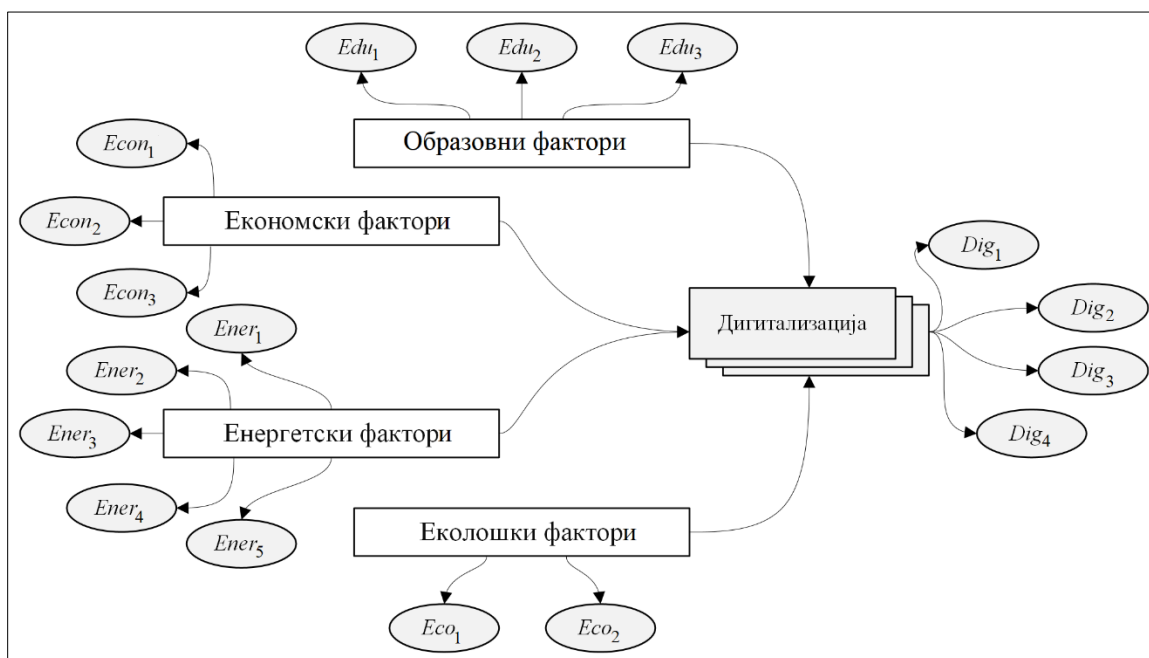 Edu1
Edu2
Edu3
Образовни фактори
Econ1
Econ2
Econ3
Економски фактори
Ener1
Ener2
Ener3
Ener4
Ener5
Енергетски фактори
Дигитализација
Dig1
Dig2
Dig3
Dig4
Еколошки фактори
Eco1
Eco2